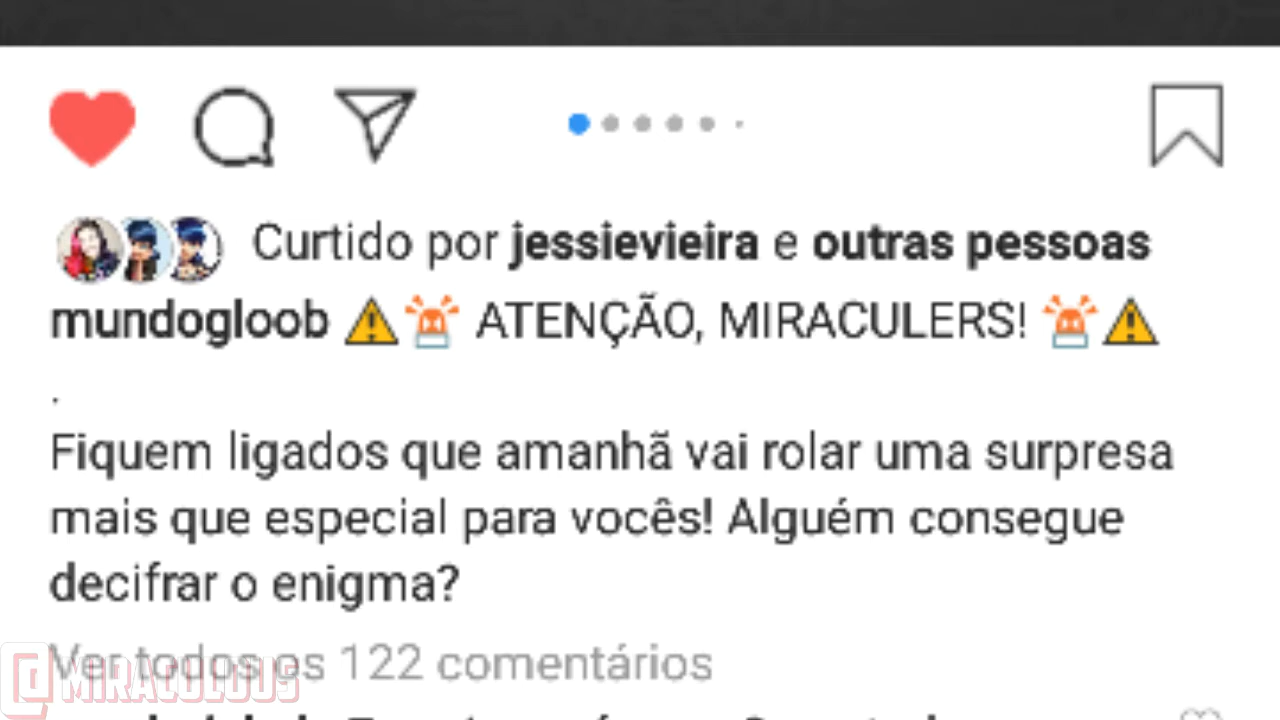 Curtido por jessievieira e outras pessoas
mundogloob ⚠️🚨 ATENÇÃO, MIRACULERS! 🚨⚠️
.
Fiquem ligados que amanhã vai rolar uma surpresa
mais que especial para vocês! Alguém consegue
decifrar o enigma?
Ver todos os 122 comentários
@MIRACULOUS